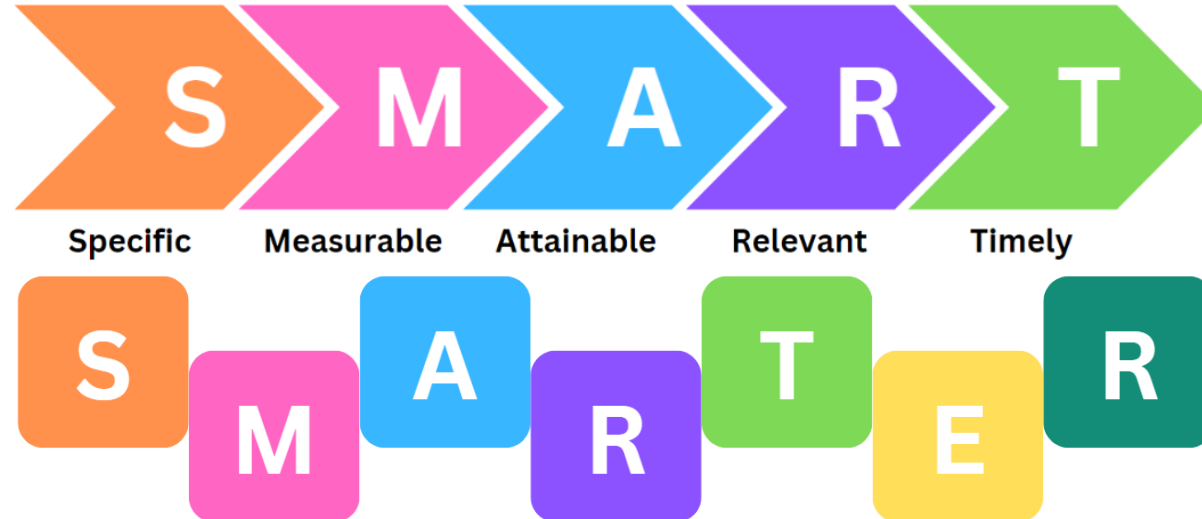 S M A R T
Specific Measurable Attainable Relevant Timely
S M A R T E R